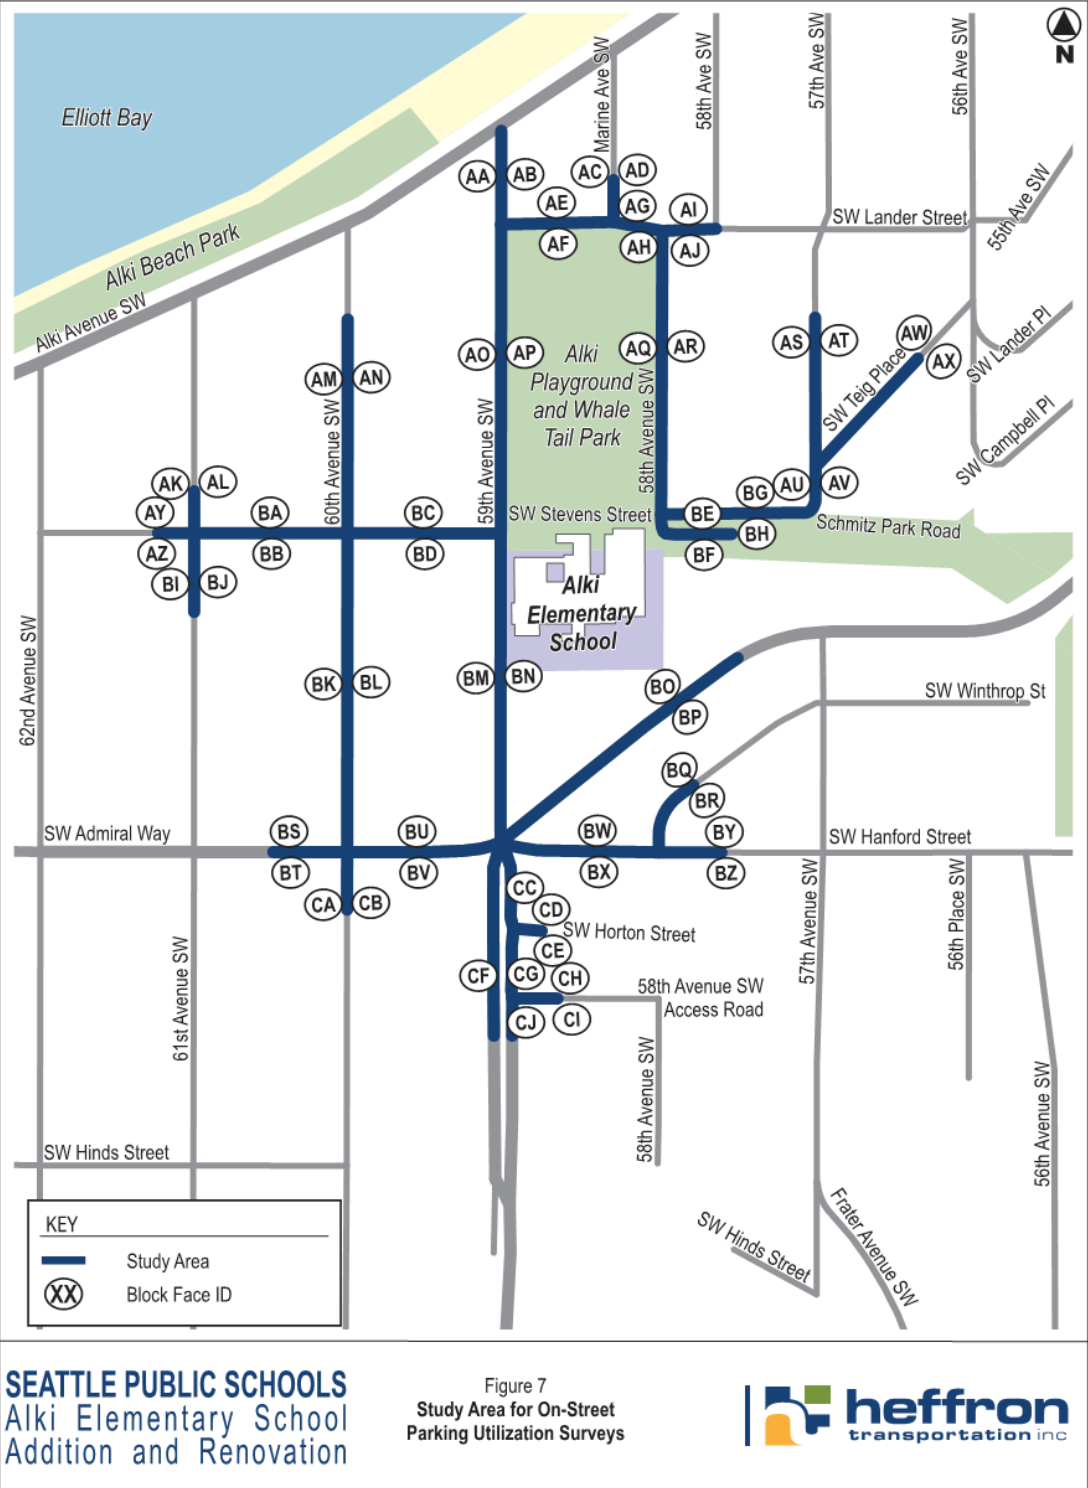 N
Elliott Bay
Alki Beach Park
Alki Avenue SW
Marine Ave SW
58th Ave SW
57th Ave SW
56th Ave SW
55th Ave SW
AA
AB
AC
AD
AE
AG
AI
AF
AH
AJ
SW Lander Street
SW Lander Pl
SW Campbell Pl
AM
AN
AO
AP
AQ
AR
AS
AT
AW
AX
SW Teig Place
Alki
Playground
and Whale
Tail Park
60th Avenue SW
59th Avenue SW
58th Avenue SW
AK
AL
AY
BA
BC
AZ
BB
BD
BI
BJ
SW Stevens Street
BE
BG
AU
AV
BF
BH
Schmitz Park Road
Alki
Elementary
School
62nd Avenue SW
BK
BL
BM
BN
BO
BP
SW Winthrop St
BQ
BR
SW Admiral Way
BS
BU
BW
BY
SW Hanford Street
BT
BV
BX
BZ
CA
CB
CC
CD
SW Horton Street
CE
CF
CG
CH
CJ
CI
58th Avenue SW
Access Road
61st Avenue SW
58th Avenue SW
57th Avenue SW
56th Place SW
56th Avenue SW
SW Hinds Street
SW Hinds Street
Frater Avenue SW
KEY
Study Area
XX
Block Face ID
SEATTLE PUBLIC SCHOOLS
Alki Elementary School
Addition and Renovation
Figure 7
Study Area for On-Street
Parking Utilization Surveys
heffron
transportation inc